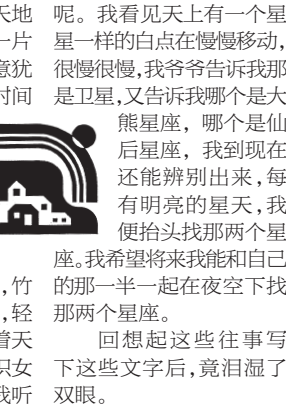 天地
一片
意犹
时间
,竹
,轻
着天
织女
我听
呢。我看见天上有一个星
星一样的白点在慢慢移动,
很慢很慢,我爷爷告诉我那
是卫星,又告诉我哪个是大
熊星座，哪个是仙
后星座，我到现在
还能辨别出来,每
有明亮的星天,我
便抬头找那两个星
座。我希望将来我能和自己
的那一半一起在夜空下找
那两个星座。
回想起这些往事写
下这些文字后,竟泪湿了
双眼。